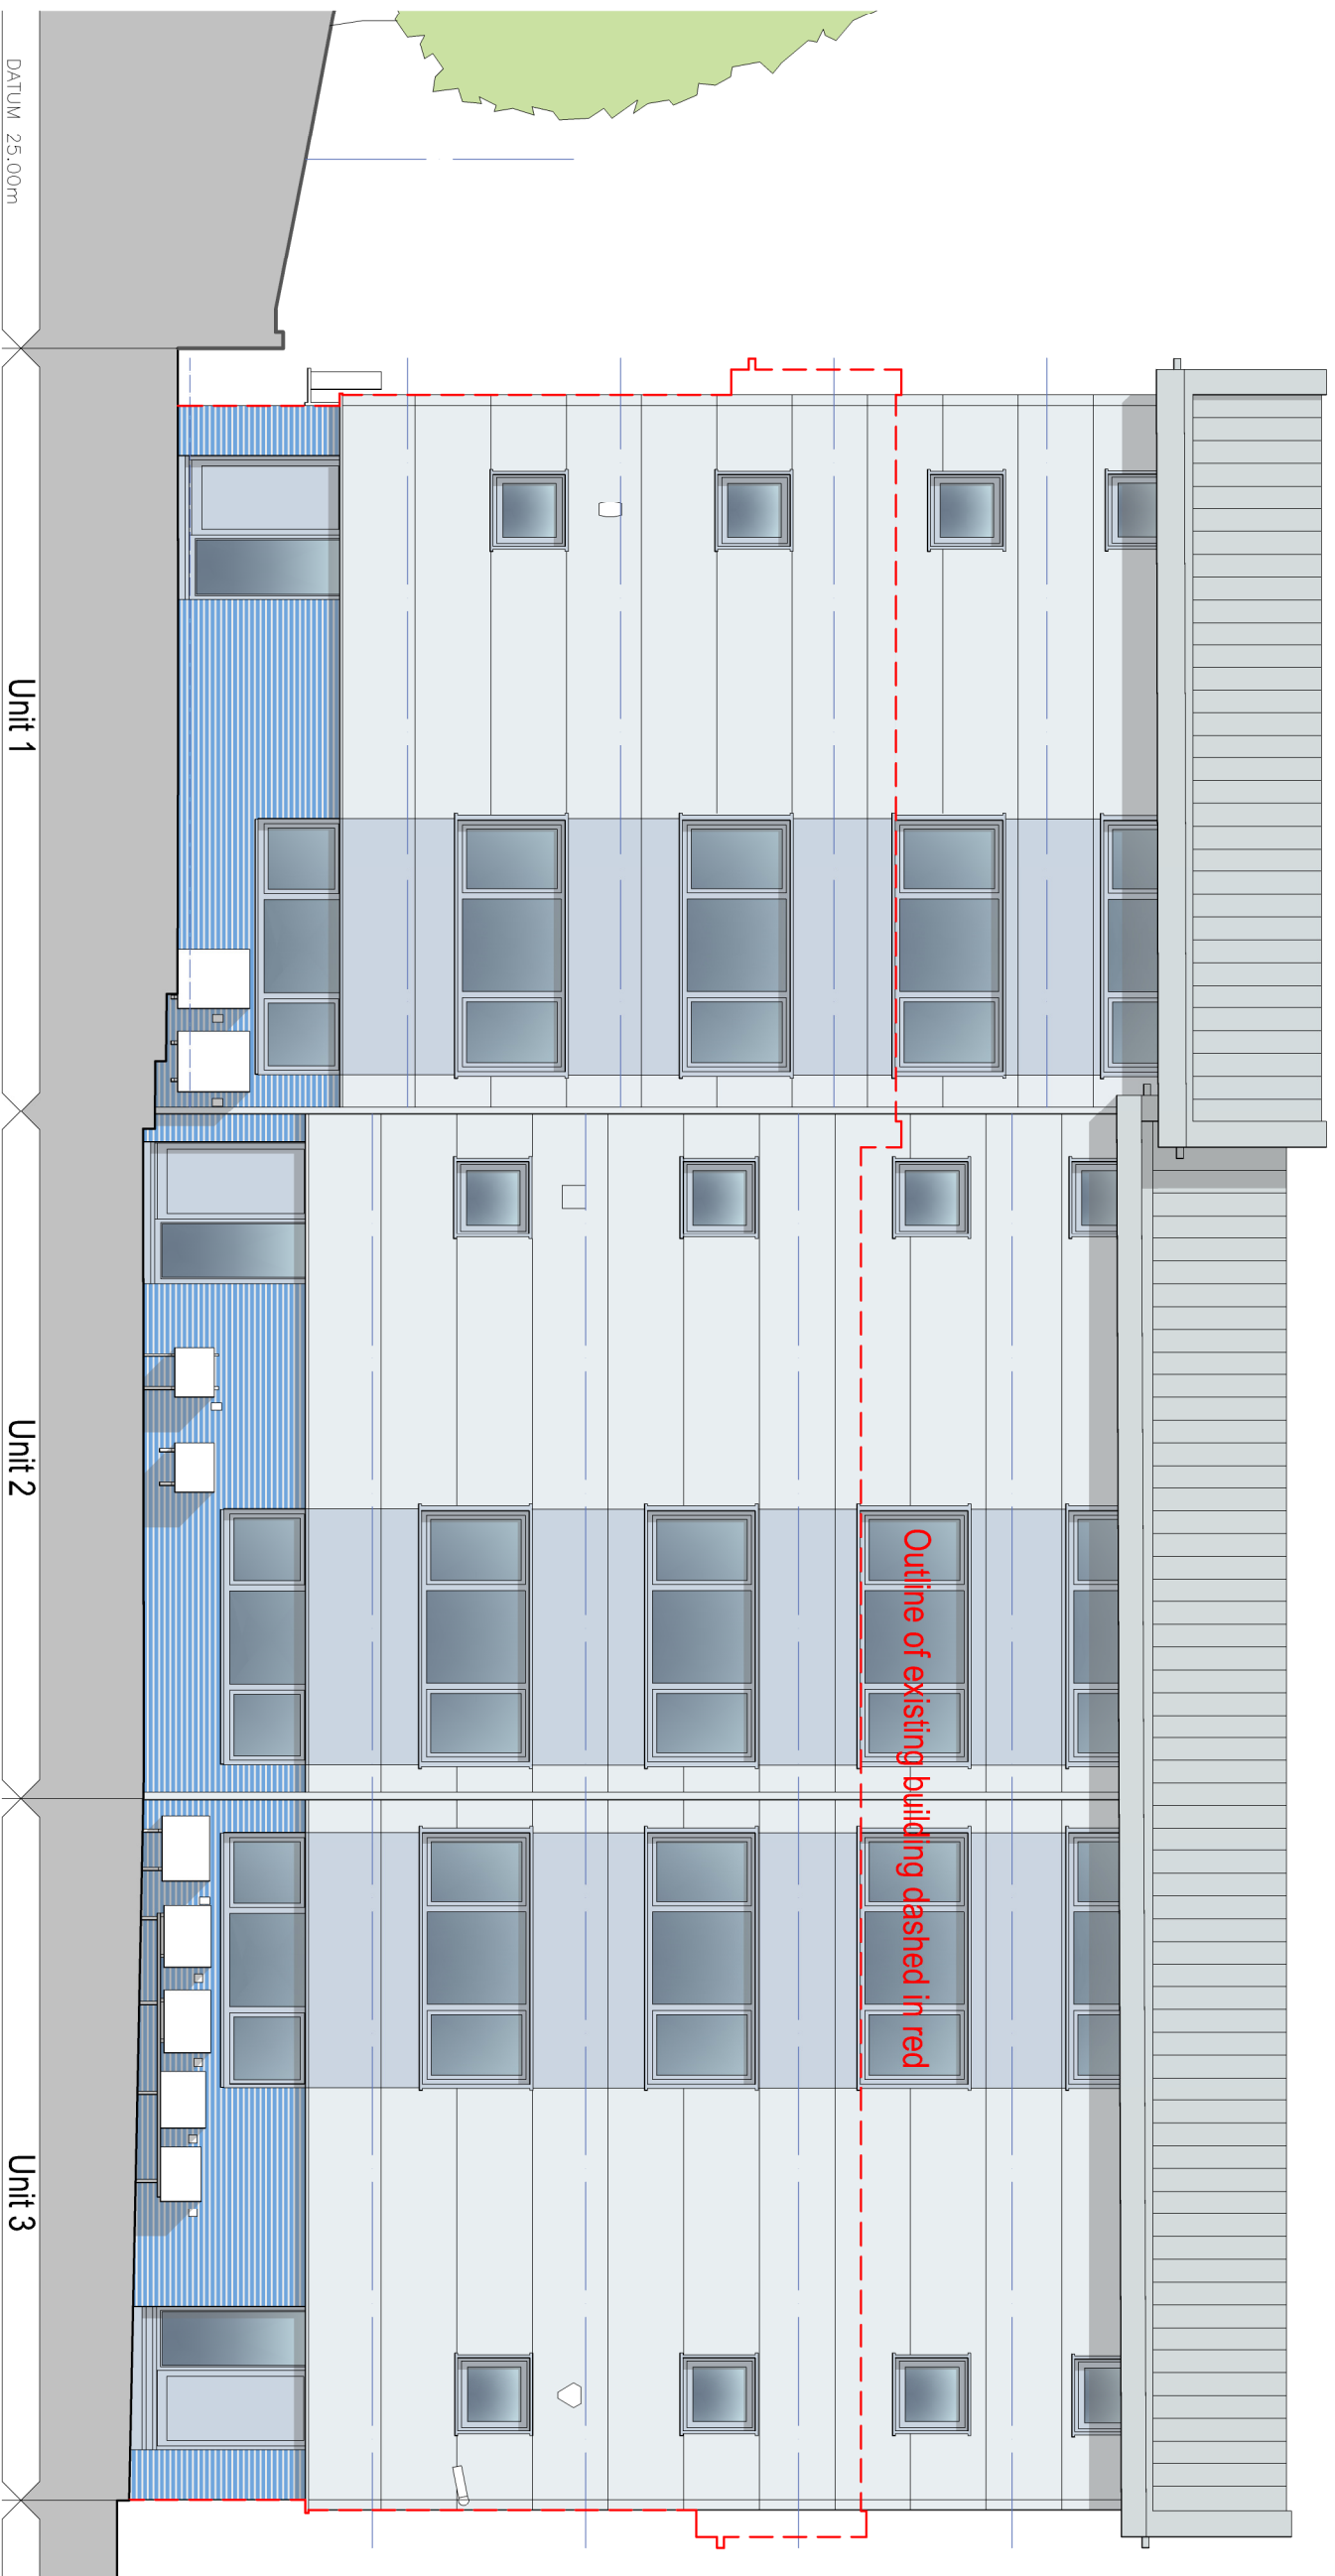 Outline of existing building dashed in red
DATUM 25.00m
Unit 1
Unit 2
Unit 3